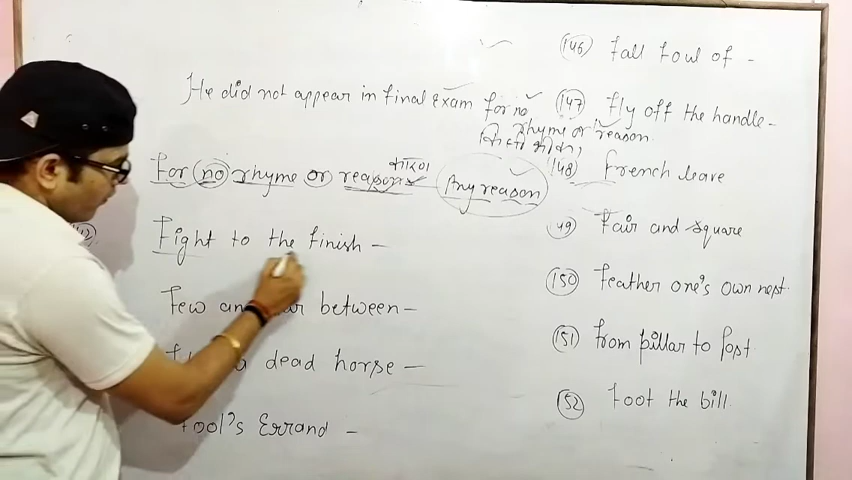 He did not appear in final exam for no
rhyme or reason.
For no rhyme or reason कारण
Any reason
142
Fight to the finish -
Few an between -
a dead horse -
Fool's Errand -
146 Fall Foul of -
147 Fly off the handle -
148 French leave
149 Fair and square
150 Feather one's own nest.
151 From pillar to Post
152 Foot the bill.